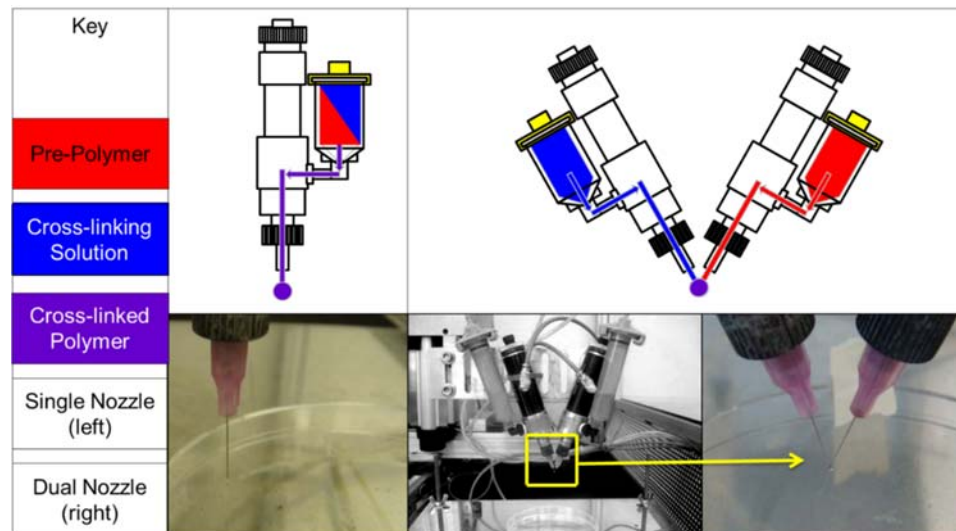 Key
Pre-Polymer
Cross-linking
Solution
Cross-linked
Polymer
Single Nozzle
(left)
Dual Nozzle
(right)